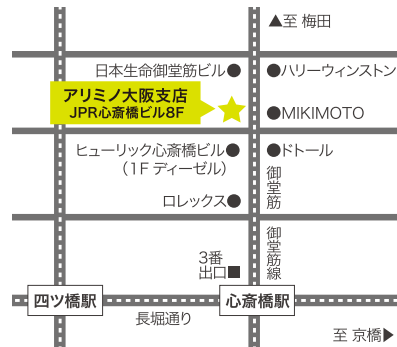 ▲至 梅田
日本生命御堂筋ビル●
●ハリーウィンストン
アリミノ大阪支店
JPR心斎橋ビル8F
●MIKIMOTO
ヒューリック心斎橋ビル●
（1F ディーゼル）
●ドトール
御堂筋
ロレックス●
御堂筋線
3番
出口■
四ツ橋駅
心斎橋駅
長堀通り
至 京橋▶